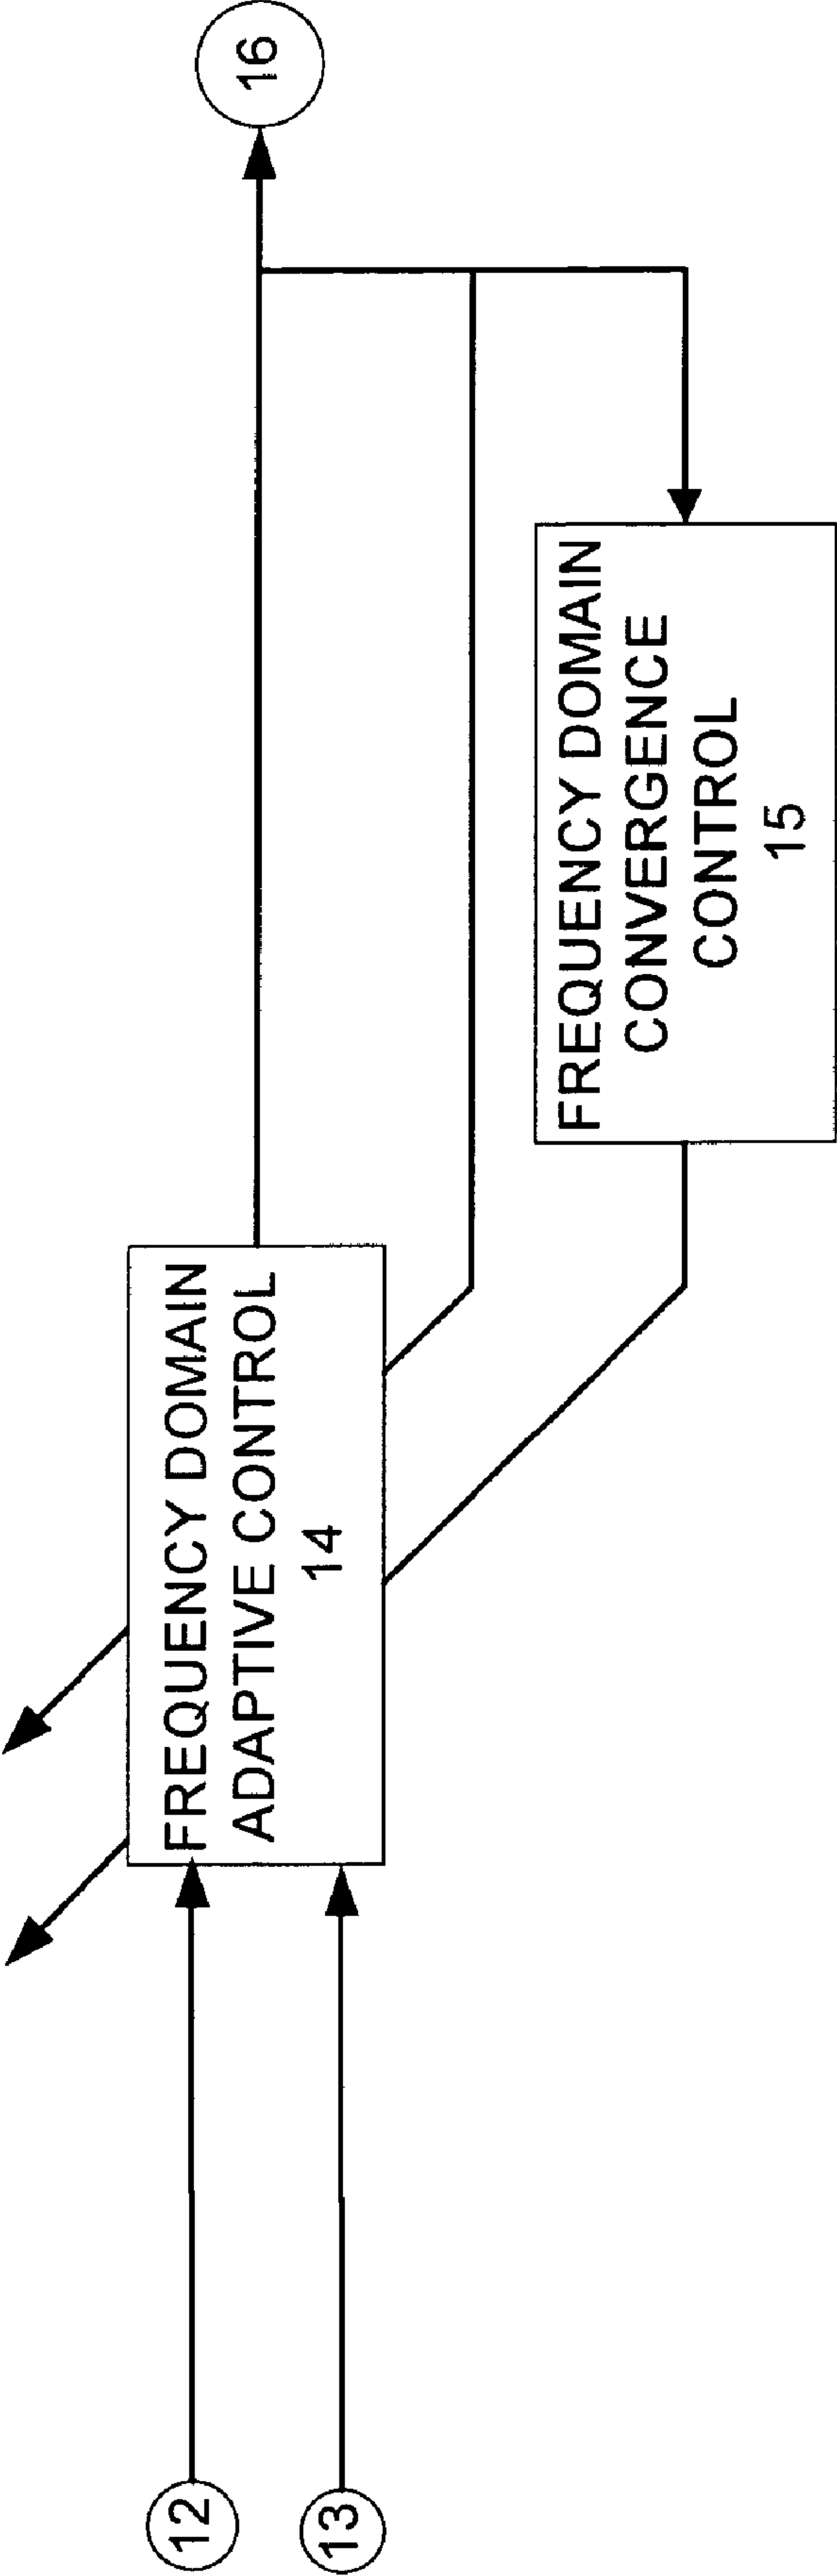 12
13
FREQUENCY DOMAIN
ADAPTIVE CONTROL
14
FREQUENCY DOMAIN
CONVERGENCE
CONTROL
15
16